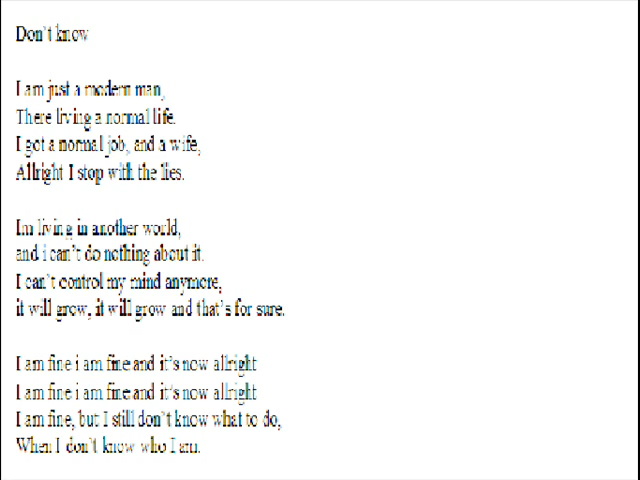 Don't know
I am just a modern man,
There living a normal life.
I got a normal job, and a wife,
Allright I stop with the lies.
Im living in another world,
and i can't do nothing about it.
I can't control my mind anymore,
it will grow, it will grow and that's for sure.
I am fine i am fine and it's now allright
I am fine i am fine and it's now allright
I am fine, but I still don't know what to do,
When I don't know who I am.